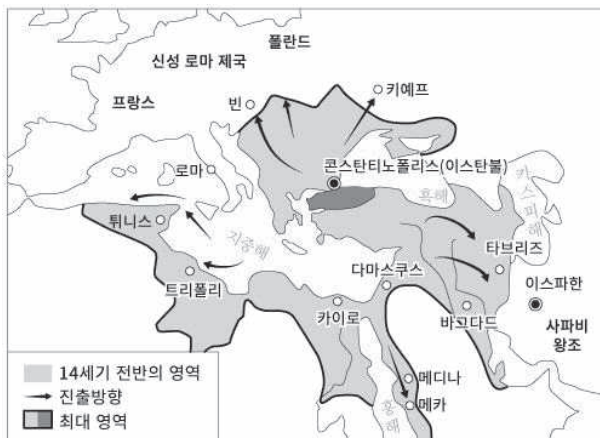 폴란드
신성 로마 제국
키예프
빈
프랑스
로마
콘스탄티노폴리스(이스탄불)
흑해
카스피해
튀니스
지중해
타브리즈
다마스쿠스
이스파한
트리폴리
카이로
바그다드
사파비
왕조
메디나
홍해
메카
14세기 전반의 영역
진출방향
최대 영역